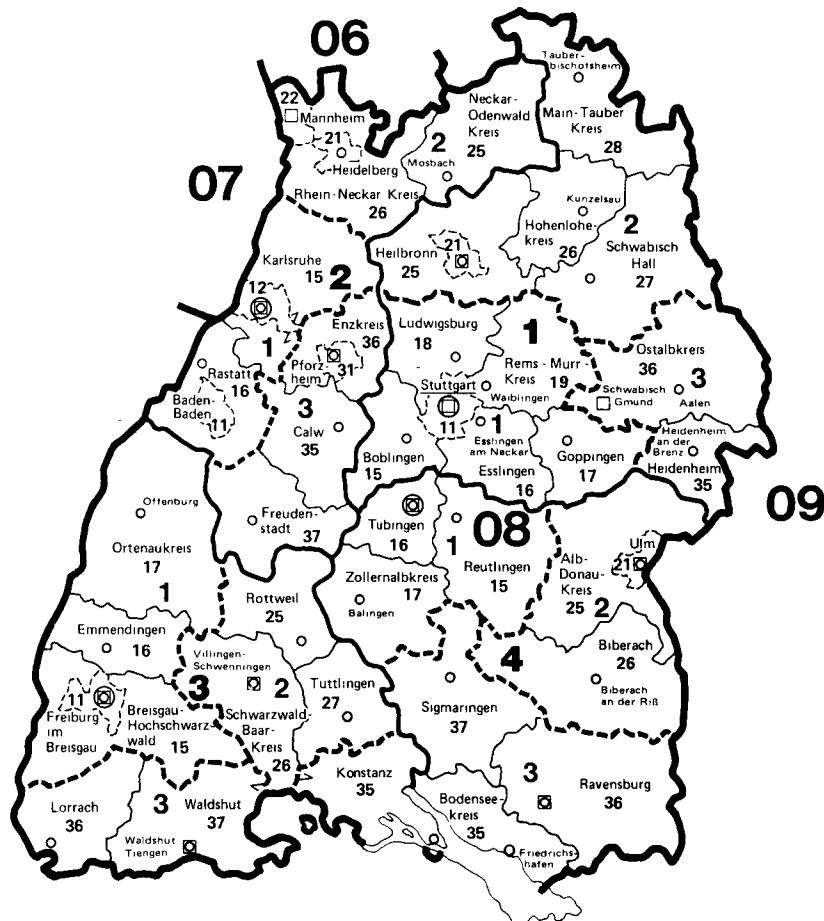 06
Tauber-
bischofsheim
22
Mannheim
Neckar-
Odenwald
Kreis
25
Main-Tauber
Kreis
28
21
Heidelberg
2
Mosbach
07
Rhein-Neckar Kreis
26
Kunzelsau
Hohenlohe-
kreis
26
2
Schwabisch
Hall
27
Heilbronn
25
21
Karlsruhe
15
2
12
Enzkreis
36
Ludwigsburg
18
1
Ostalbkreis
36
1
Pforz-
heim
31
Rems-Murr-
Kreis
19
3
Rastatt
16
Stuttgart
Waiblingen
Schwabisch
Gmund
Aalen
Baden-
Baden
11
3
Calw
35
11
1
Esslingen
am Neckar
Heidenheim
an der
Brenz
Boblingen
15
Esslingen
16
Goppingen
17
Heidenheim
35
09
Offenburg
Freuden-
stadt
37
Tubingen
16
1
08
Ulm
21
Ortenaukreis
17
Reutlingen
15
Alb-
Donau-
Kreis
25
2
1
Rottweil
25
Zollernalbkreis
17
Balingen
Emmendingen
16
Villingen-
Schwenningen
4
Biberach
26
3
2
Tuttlingen
27
Sigmaringen
37
Biberach
an der Riß
11
Freiburg
im
Breisgau
Breisgau-
Hochschwarz-
wald
15
Schwarzwald-
Baar-
Kreis
26
Konstanz
35
3
Ravensburg
36
Lorrach
36
3
Waldshut
37
Bodensee-
kreis
35
Waldshut
Tiengen
Friedrichs-
hafen